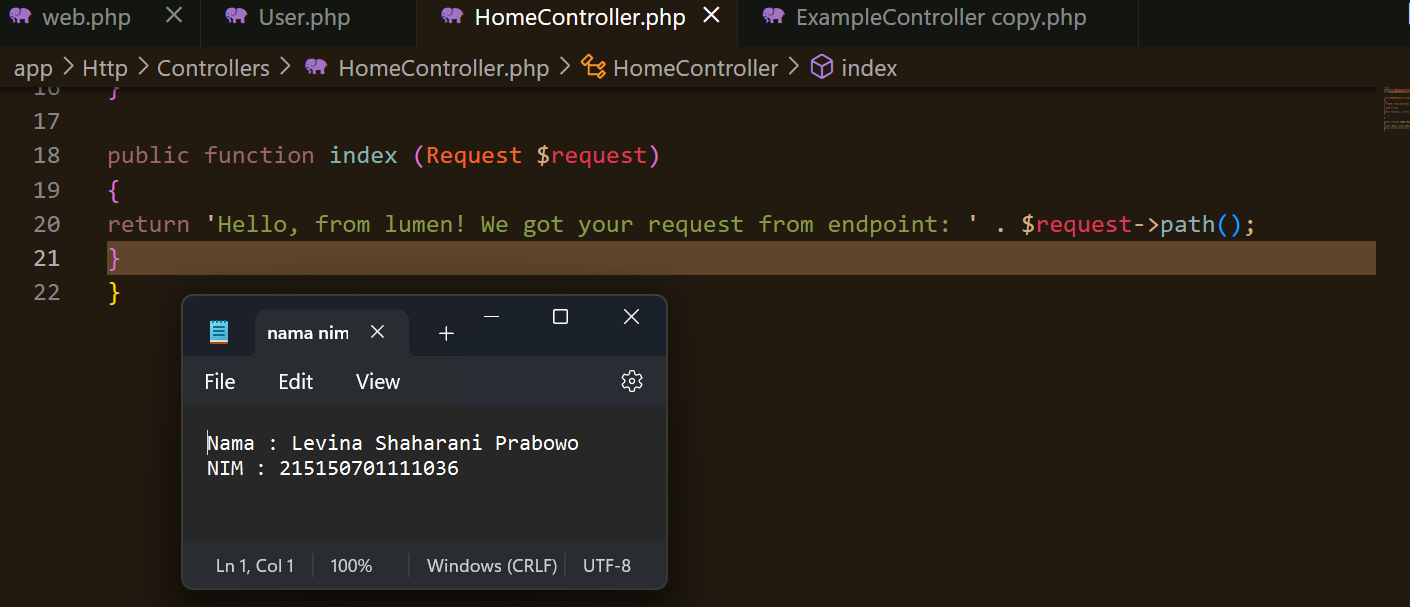 web.php User.php HomeController.php ExampleController copy.php
app > Http > Controllers > HomeController.php > HomeController > index
16 }
17
18 public function index (Request $request)
19 {
20 return 'Hello, from lumen! We got your request from endpoint: ' . $request->path();
21 }
22 }
nama nim
File Edit View
Nama : Levina Shaharani Prabowo
NIM : 215150701111036
Ln 1, Col 1 100% Windows (CRLF) UTF-8